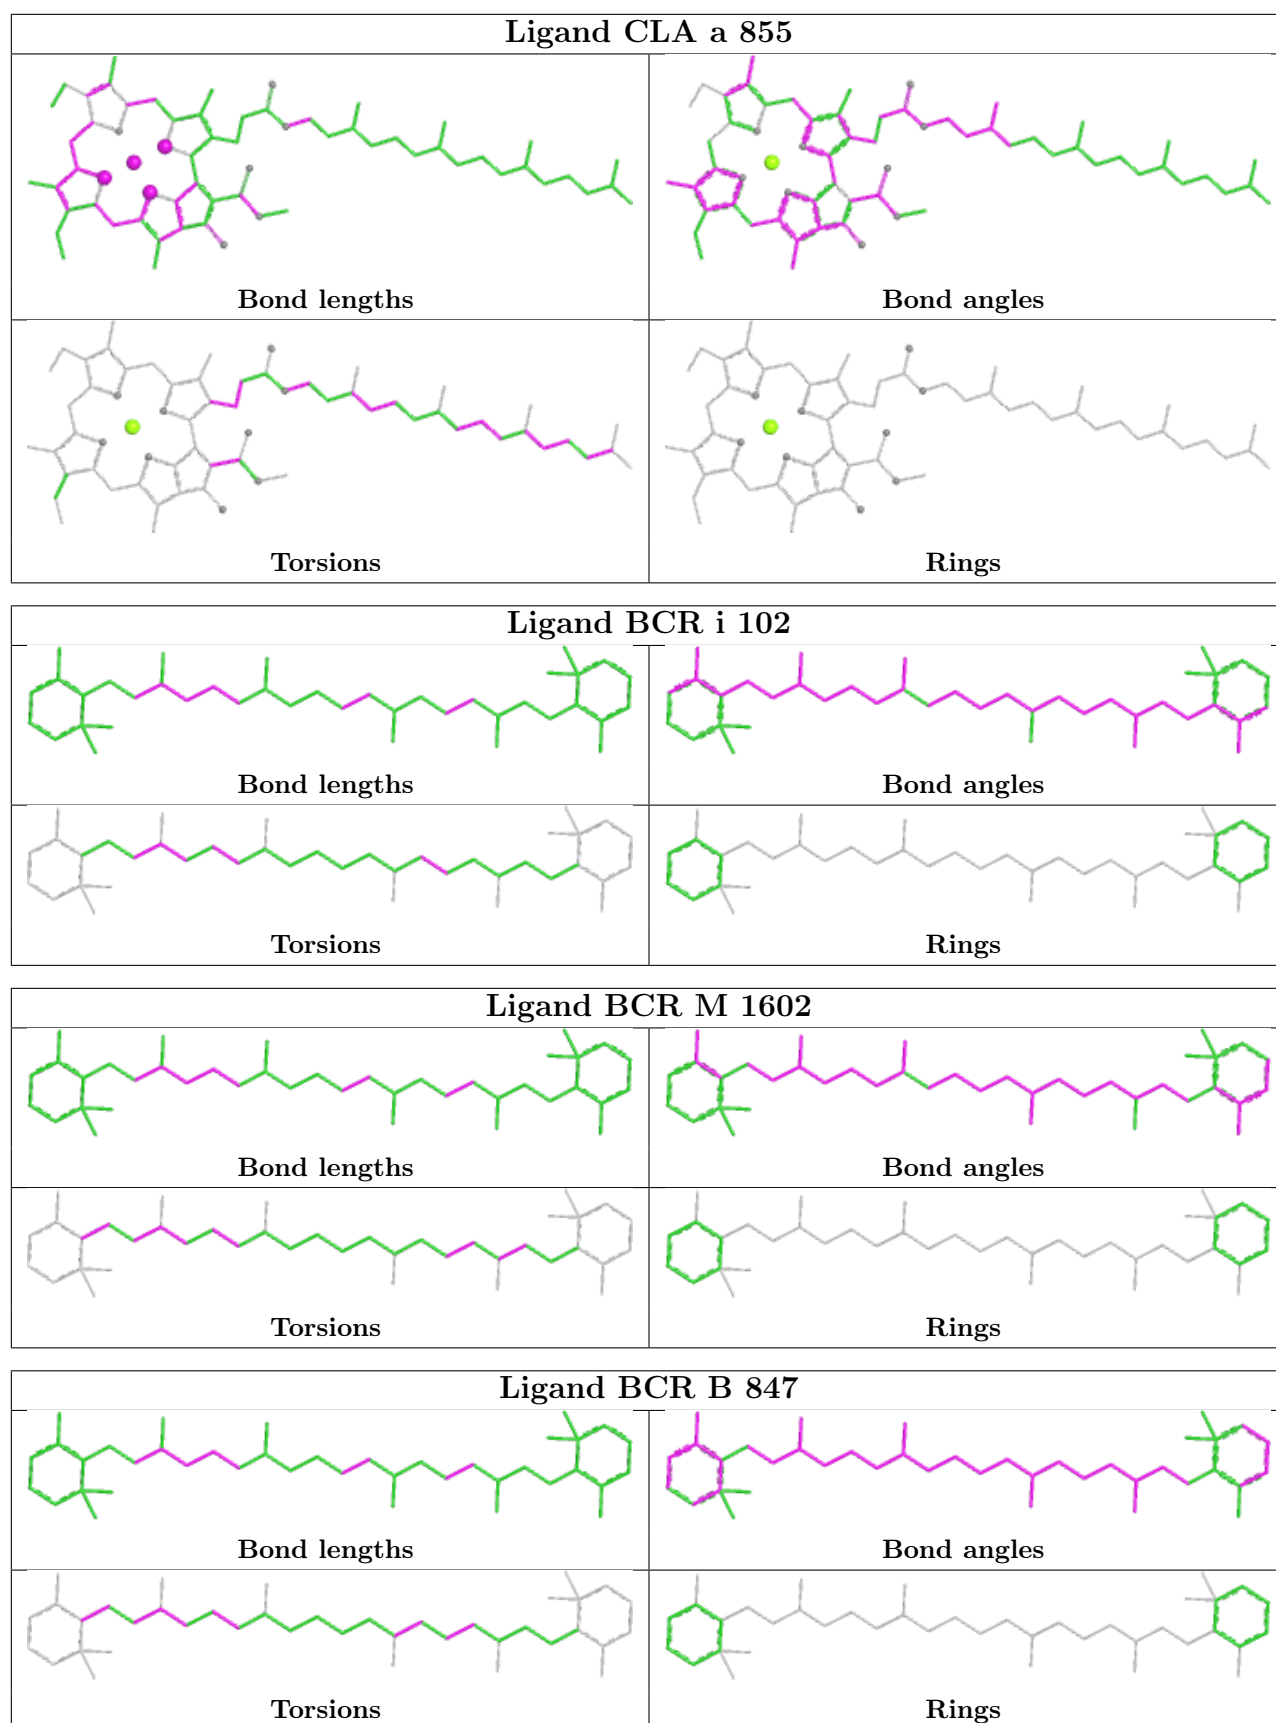 Ligand CLA a 855
Bond lengths
Bond angles
Torsions
Rings
Ligand BCR i 102
Bond lengths
Bond angles
Torsions
Rings
Ligand BCR M 1602
Bond lengths
Bond angles
Torsions
Rings
Ligand BCR B 847
Bond lengths
Bond angles
Torsions
Rings